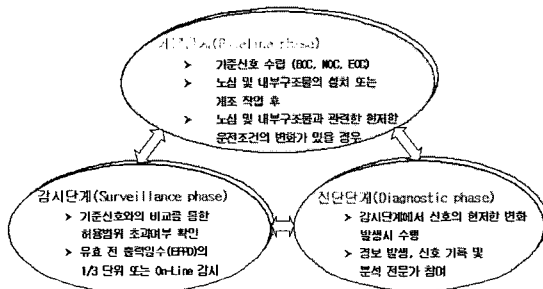 기준단계(Baseline phase)
➤ 기준신호 수집 (BOC, MOC, EOC)
➤ 노심 및 내부구조물의 설치 또는
개조 작업 후
➤ 노심 및 내부구조물과 관련한 현저한
운전조건의 변화가 있을 경우
감시단계(Surveillance phase)
➤ 기준신호와의 비교를 통한
허용범위 초과여부 확인
➤ 유효 전 출력일수(EFPD)의
1/3 단위 또는 On-Line 감시
진단단계(Diagnostic phase)
➤ 감시단계에서 신호의 현저한 변화
발생시 수행
➤ 경보 발생, 신호 기록 및
분석 전문가 참여